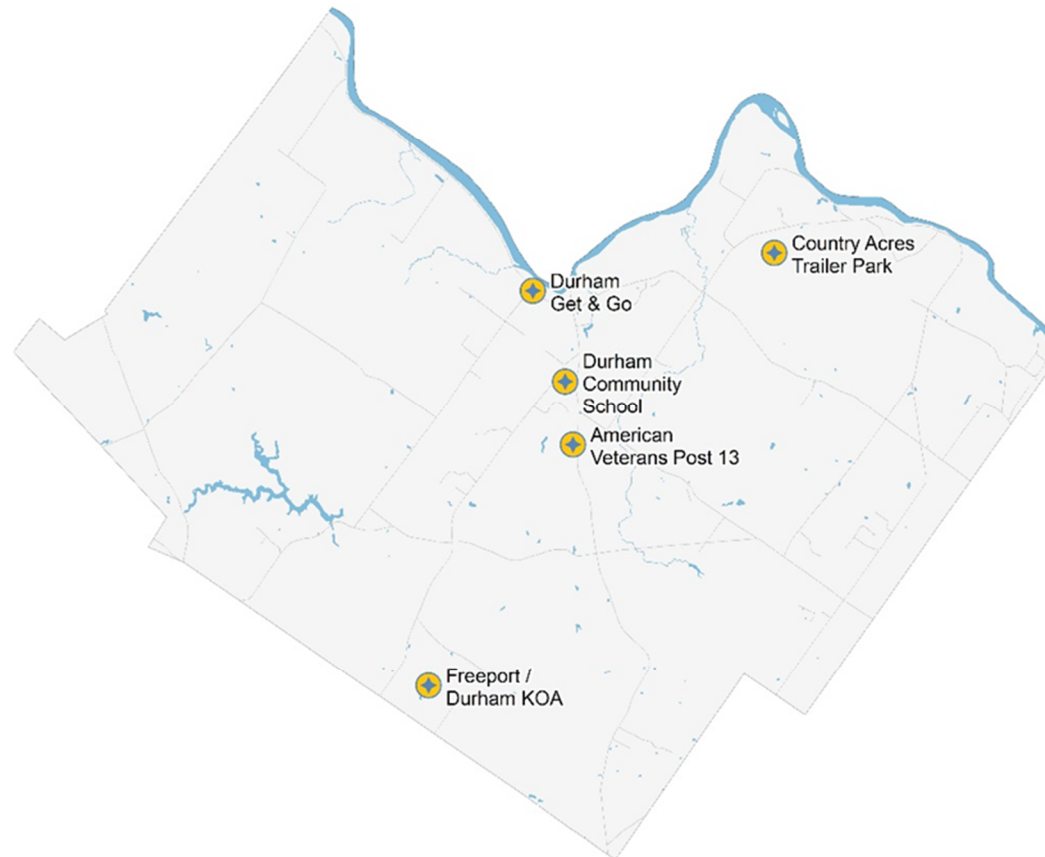 Country Acres
Trailer Park
Durham
Get & Go
Durham
Community
School
American
Veterans Post 13
Freeport /
Durham KOA